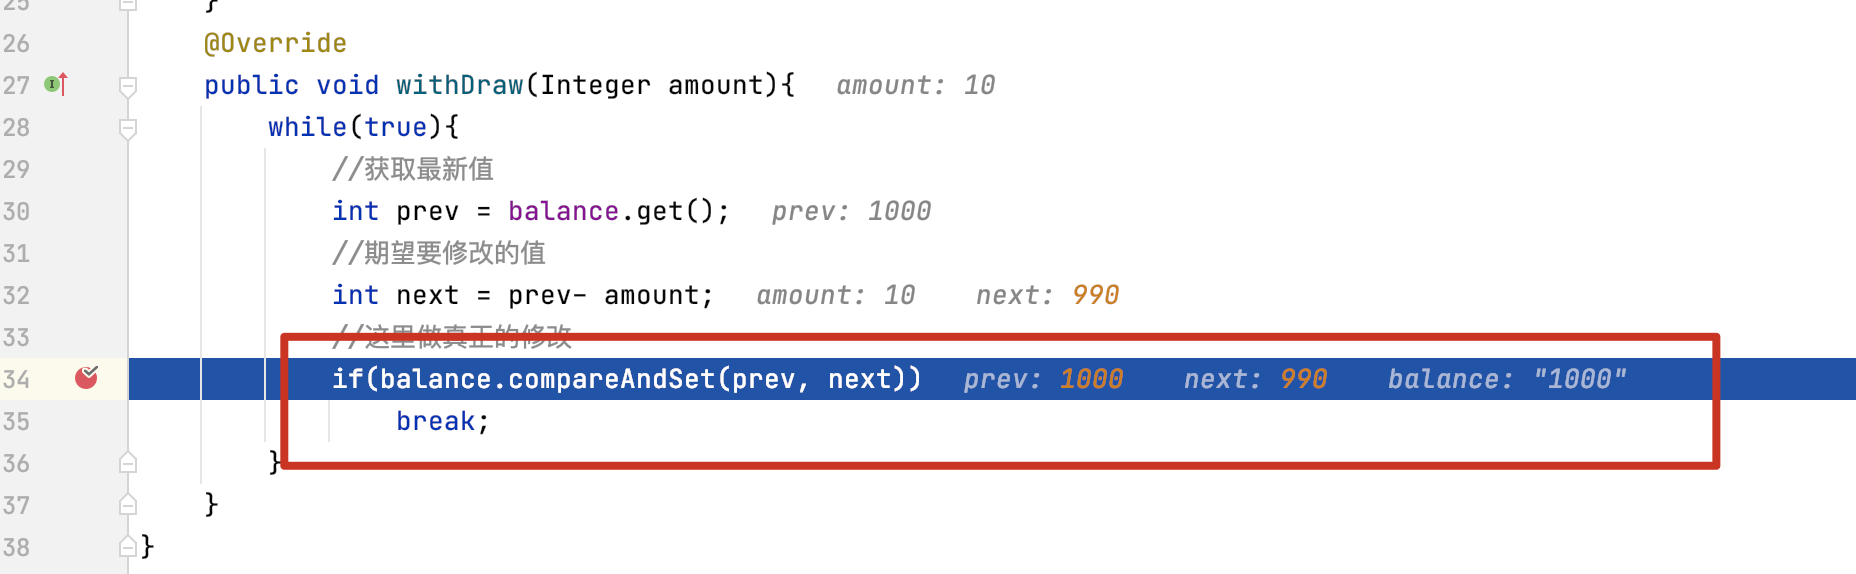 25 }
26 @Override
27 public void withDraw(Integer amount){ amount: 10
28 while(true){
29 //获取最新值
30 int prev = balance.get(); prev: 1000
31 //期望要修改的值
32 int next = prev- amount; amount: 10 next: 990
33 //这里做真正的修改
34 if(balance.compareAndSet(prev, next)) prev: 1000 next: 990 balance: "1000"
35 break;
36 }
37 }
38 }